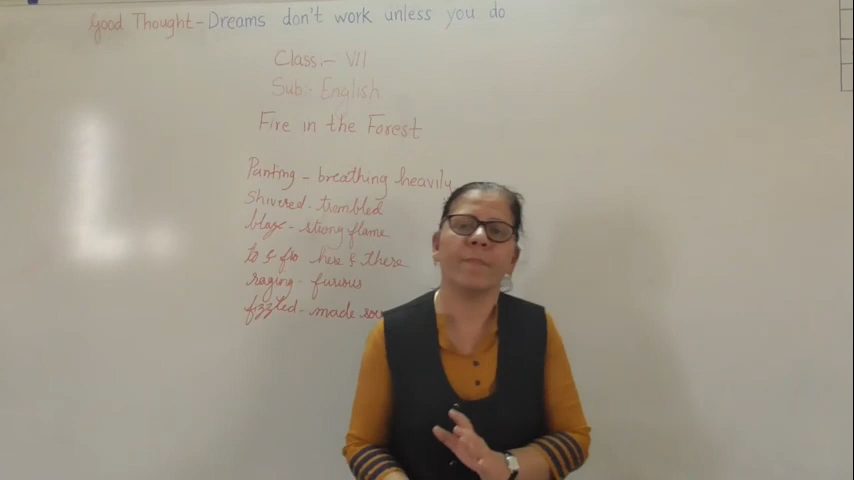 Good Thought - Dreams don't work unless you do
Class :- VII
Sub - English
Fire in the Forest
Panting - breathing heavily
Shivered - trembled
blaze - strong flame
to & fro here & there
raging - furious
fizzled - made